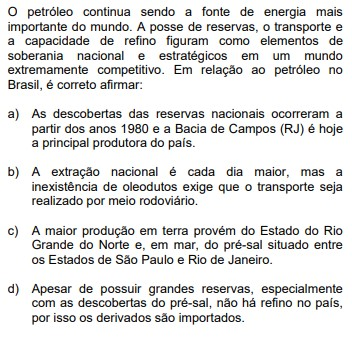 O petróleo continua sendo a fonte de energia mais
importante do mundo. A posse de reservas, o transporte e
a capacidade de refino figuram como elementos de
soberania nacional e estratégicos em um mundo
extremamente competitivo. Em relação ao petróleo no
Brasil, é correto afirmar:
a) As descobertas das reservas nacionais ocorreram a
partir dos anos 1980 e a Bacia de Campos (RJ) é hoje
a principal produtora do país.
b) A extração nacional é cada dia maior, mas a
inexistência de oleodutos exige que o transporte seja
realizado por meio rodoviário.
c) A maior produção em terra provém do Estado do Rio
Grande do Norte e, em mar, do pré-sal situado entre
os Estados de São Paulo e Rio de Janeiro.
d) Apesar de possuir grandes reservas, especialmente
com as descobertas do pré-sal, não há refino no país,
por isso os derivados são importados.